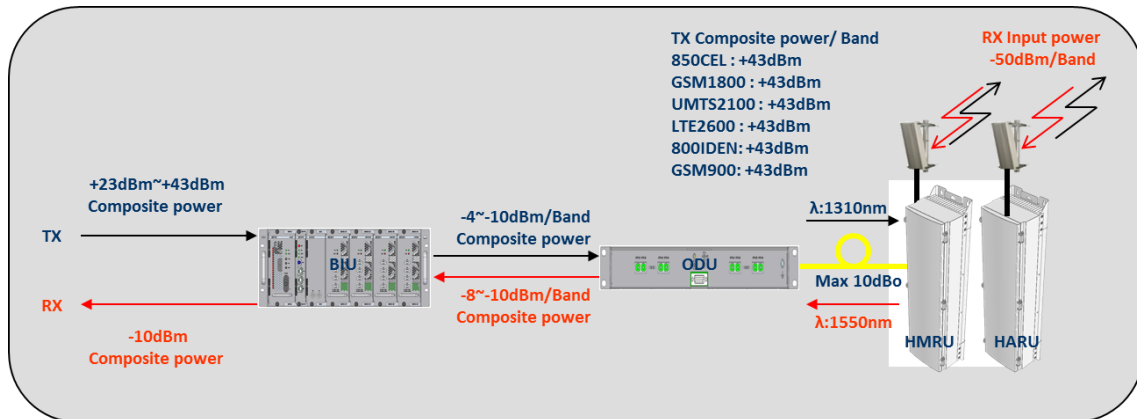 TX Composite power/ Band
850CEL : +43dBm
GSM1800 : +43dBm
UMTS2100 : +43dBm
LTE2600 : +43dBm
800IDEN: +43dBm
GSM900: +43dBm
RX Input power
-50dBm/Band
+23dBm~+43dBm
Composite power
TX
BIU
-4~-10dBm/Band
Composite power
ODU
λ:1310nm
Max 10dBo
RX
-10dBm
Composite power
-8~-10dBm/Band
Composite power
λ:1550nm
HMRU
HARU